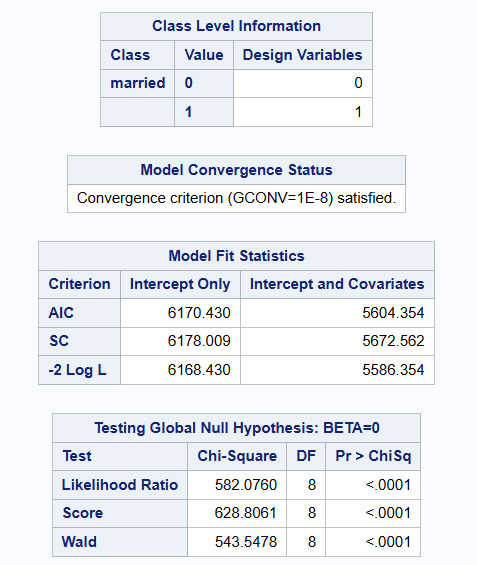 Class Level Information
Class Value Design Variables
married 0 0
1 1
Model Convergence Status
Convergence criterion (GCONV=1E-8) satisfied.
Model Fit Statistics
Criterion Intercept Only Intercept and Covariates
AIC 6170.430 5604.354
SC 6178.009 5672.562
-2 Log L 6168.430 5586.354
Testing Global Null Hypothesis: BETA=0
Test Chi-Square DF Pr > ChiSq
Likelihood Ratio 582.0760 8 <.0001
Score 628.8061 8 <.0001
Wald 543.5478 8 <.0001